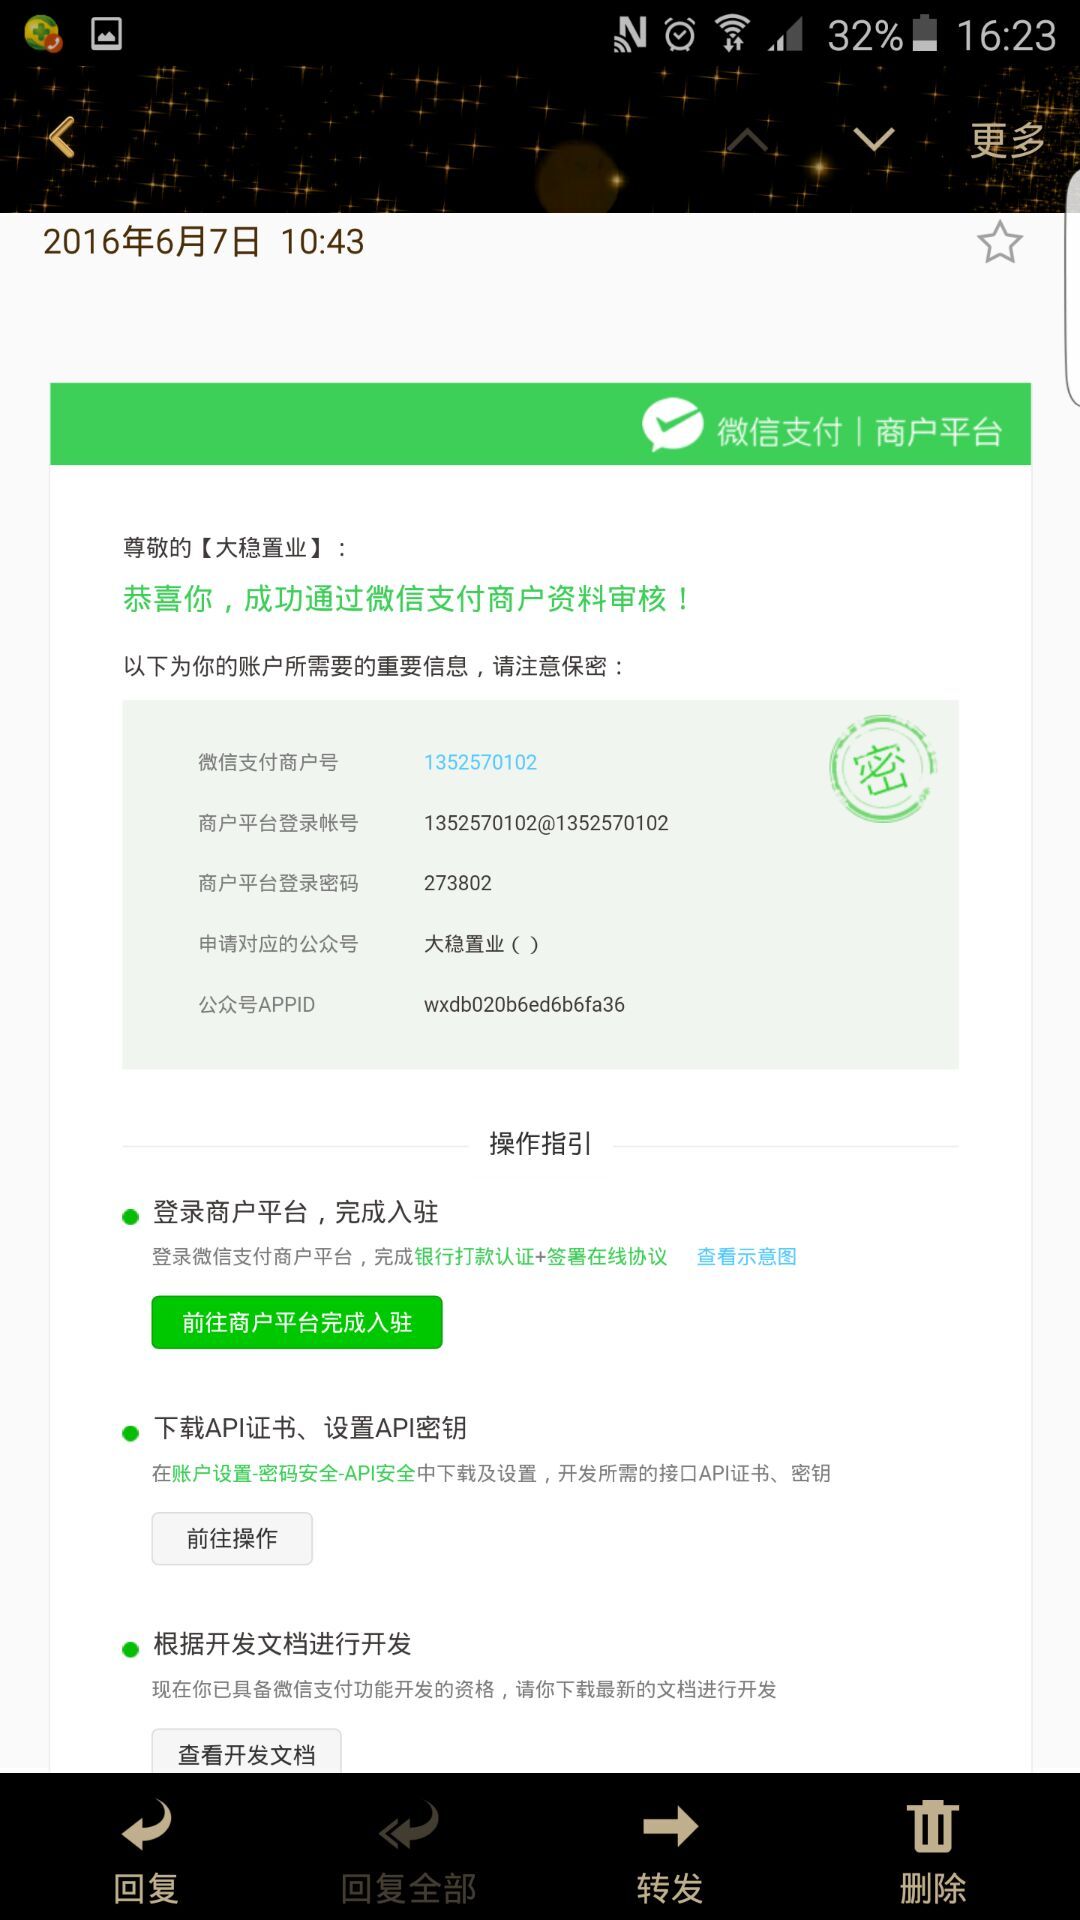 32% 16:23
更多
2016年6月7日 10:43
微信支付｜商户平台
尊敬的【大稳置业】：
恭喜你，成功通过微信支付商户资料审核！
以下为你的账户所需要的重要信息，请注意保密：
密
微信支付商户号 1352570102
商户平台登录帐号 1352570102@1352570102
商户平台登录密码 273802
申请对应的公众号 大稳置业（ ）
公众号APPID wxdb020b6ed6b6fa36
操作指引
登录商户平台，完成入驻
登录微信支付商户平台，完成银行打款认证+签署在线协议 查看示意图
前往商户平台完成入驻
下载API证书、设置API密钥
在账户设置-密码安全-API安全中下载及设置，开发所需的接口API证书、密钥
前往操作
根据开发文档进行开发
现在你已具备微信支付功能开发的资格，请你下载最新的文档进行开发
查看开发文档
回复 回复全部 转发 删除